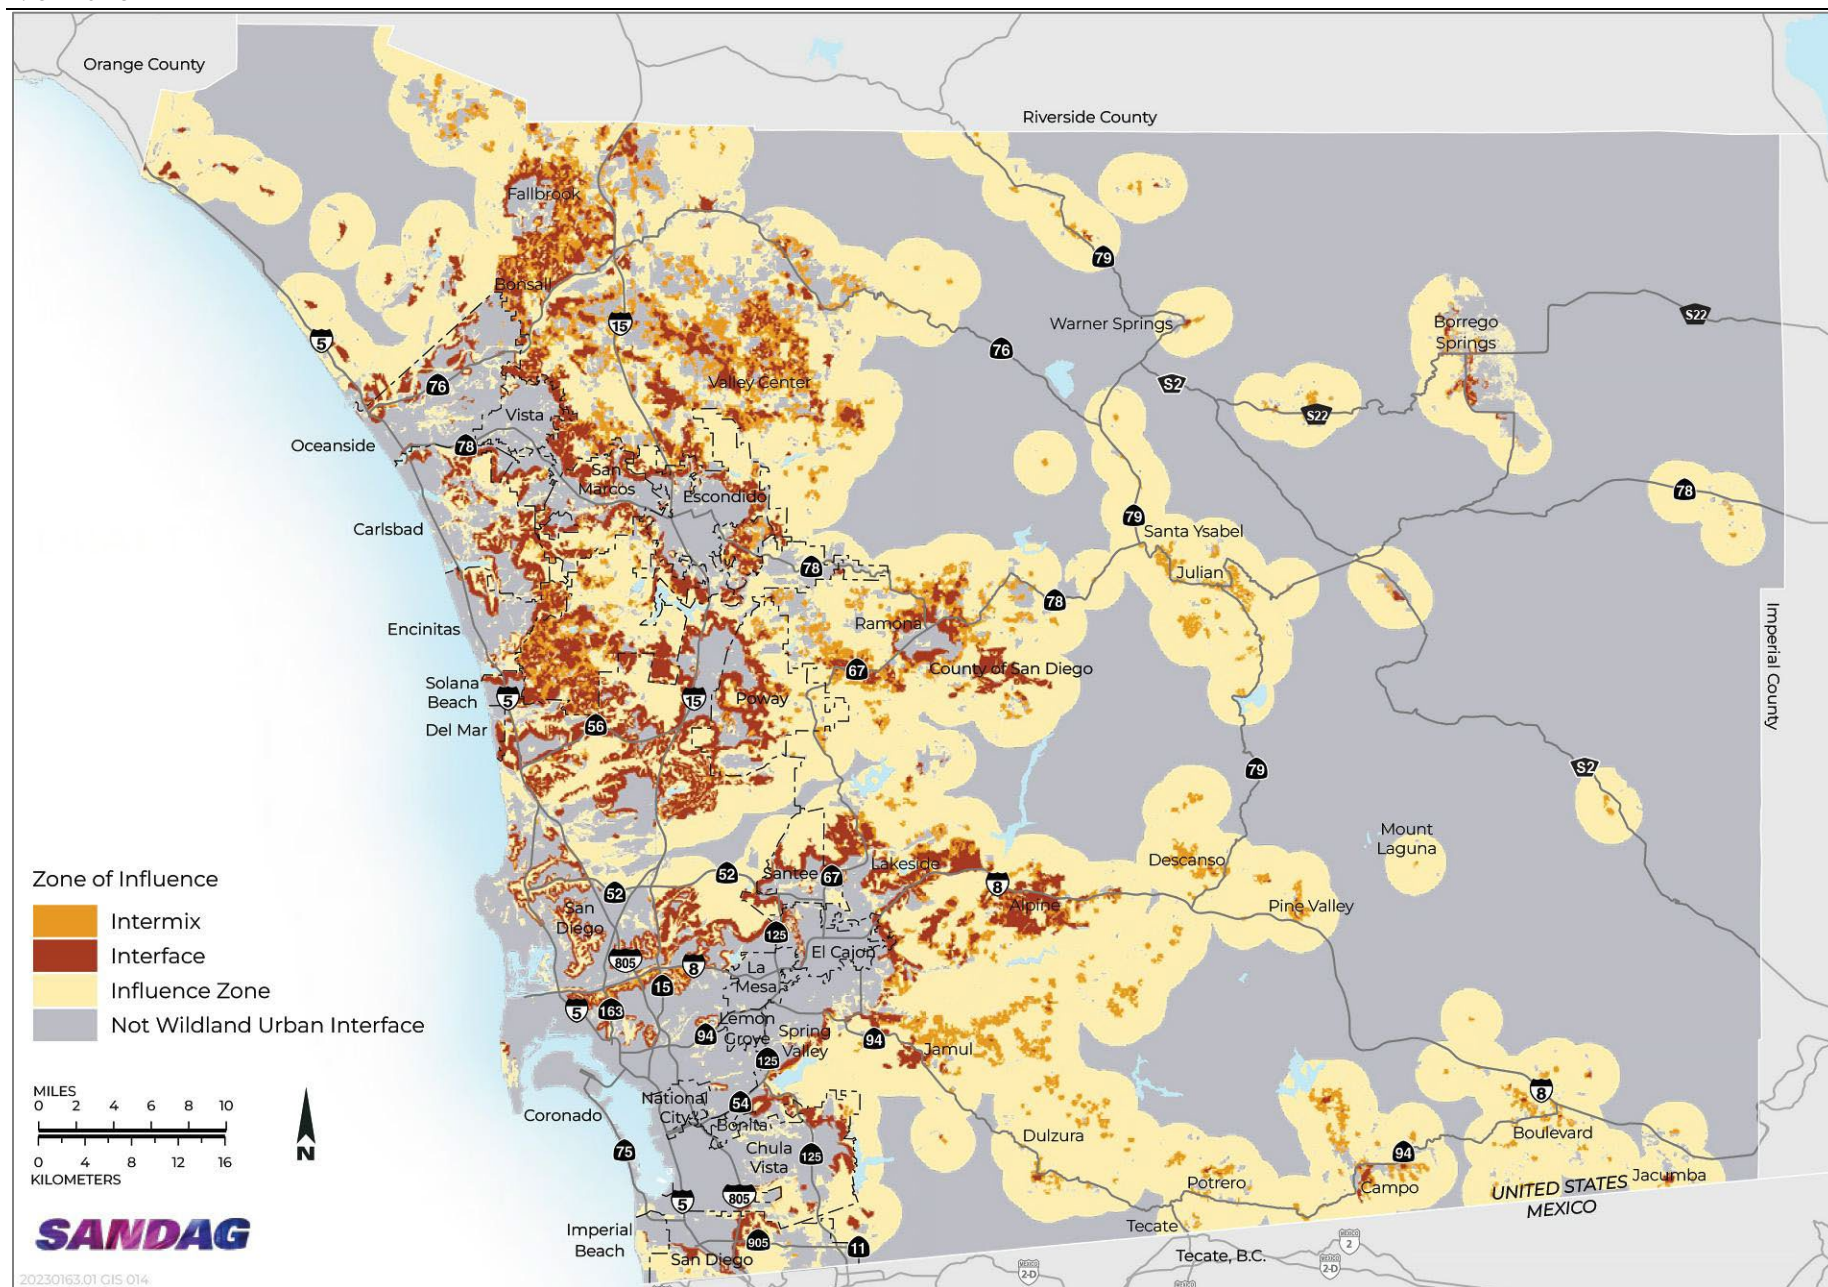 Orange County
Riverside County
Fallbrook
79
Bonsall
15
5
Warner Springs
76
Borrego
Springs
S22
76
Valley Center
S2
S22
Vista
Oceanside
78
San
Marcos
Escondido
78
Carlsbad
79
Santa Ysabel
78
Julian
78
Encinitas
Ramona
Imperial County
67
County of San Diego
Solana
Beach
5
15
Poway
Del Mar
56
79
S2
Mount
Laguna
Zone of Influence
Intermix
Interface
Influence Zone
Not Wildland Urban Interface
52
52
Santee
67
Lakeside
8
Descanso
San
Diego
Alpine
Pine Valley
125
805
8
El Cajon
La
Mesa
15
5
163
94
Lemon
Grove
Spring
Valley
94
Jamul
125
MILES
0 2 4 6 8 10
0 4 8 12 16
KILOMETERS
N
Coronado
National
City
54
Bonita
8
Chula
Vista
125
75
Dulzura
Boulevard
94
Potrero
Campo
Jacumba
5
805
UNITED STATES
MEXICO
Imperial
Beach
905
San Diego
11
Tecate
Tecate, B.C.
2
2-D
2-D
SANDAG
20230163.01 GIS 014